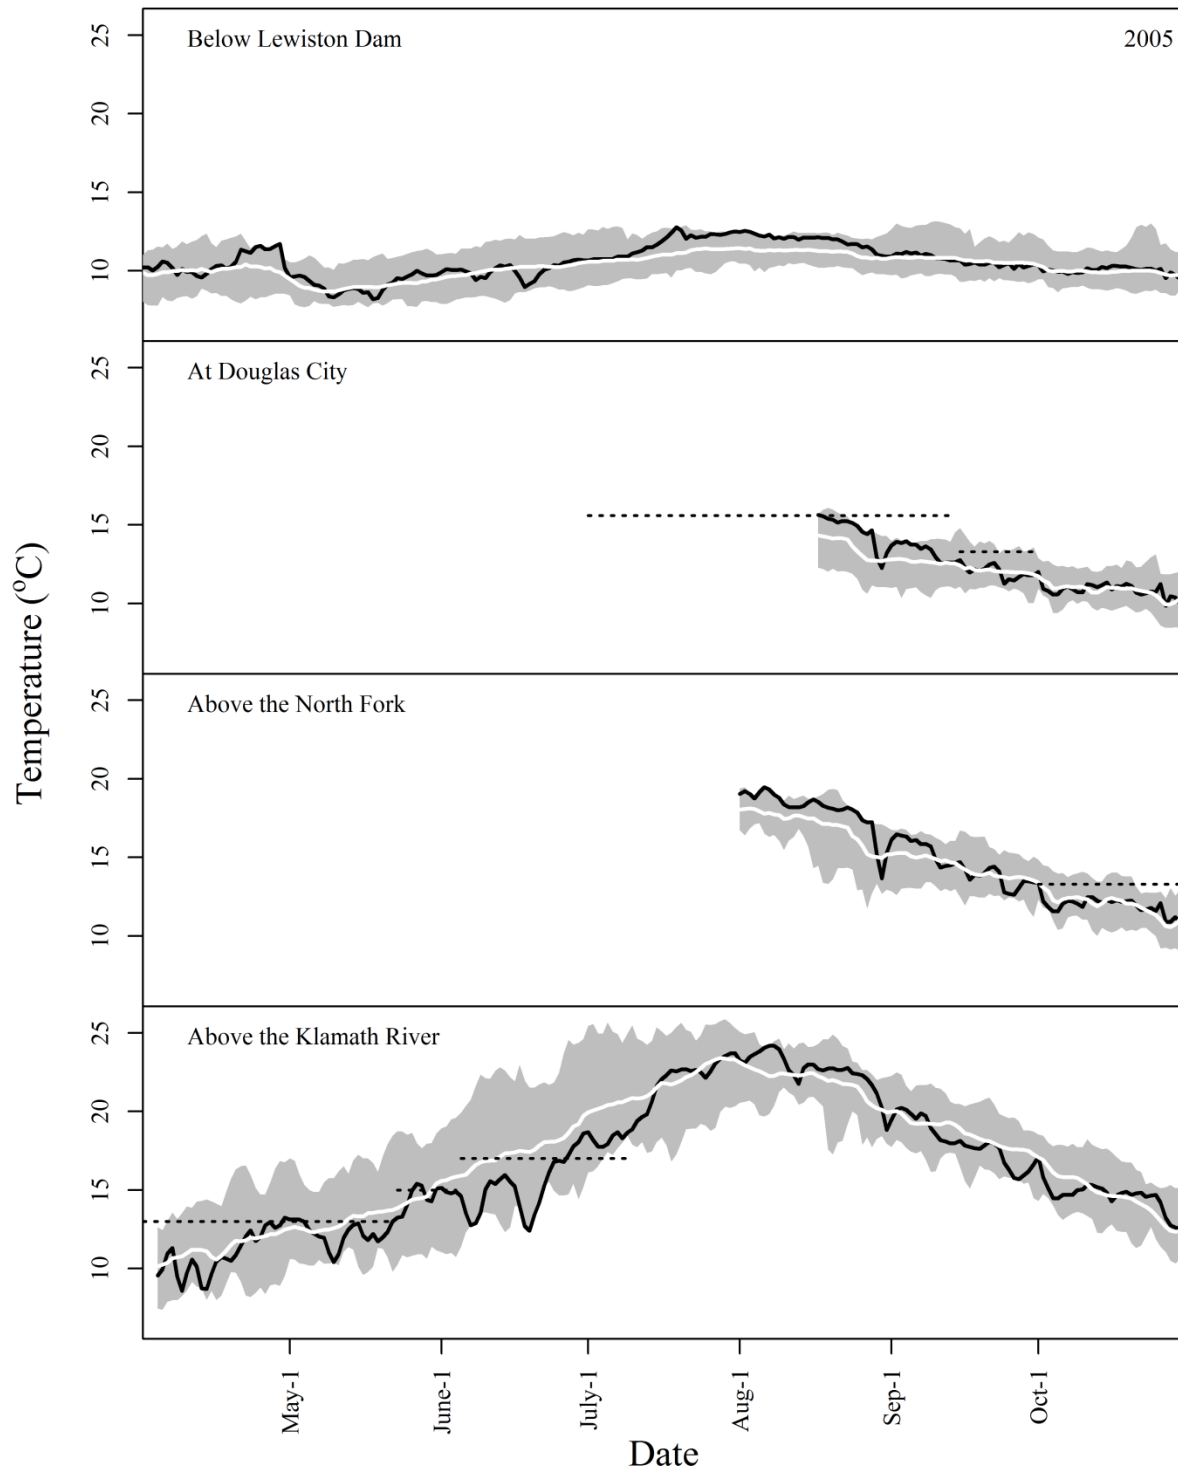 Below Lewiston Dam
2005
25
20
15
10
At Douglas City
25
20
15
10
Above the North Fork
25
20
15
10
Above the Klamath River
25
20
15
10
Temperature (°C)
May-1
June-1
July-1
Aug-1
Sep-1
Oct-1
Date